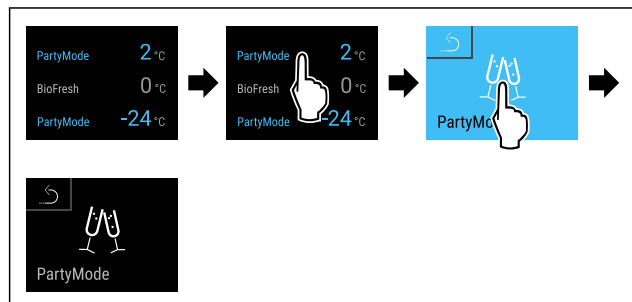 PartyMode 2 °C
BioFresh 0 °C
PartyMode -24 °C
PartyMode 2 °C
BioFresh 0 °C
PartyMode -24 °C
PartyMo
PartyMode